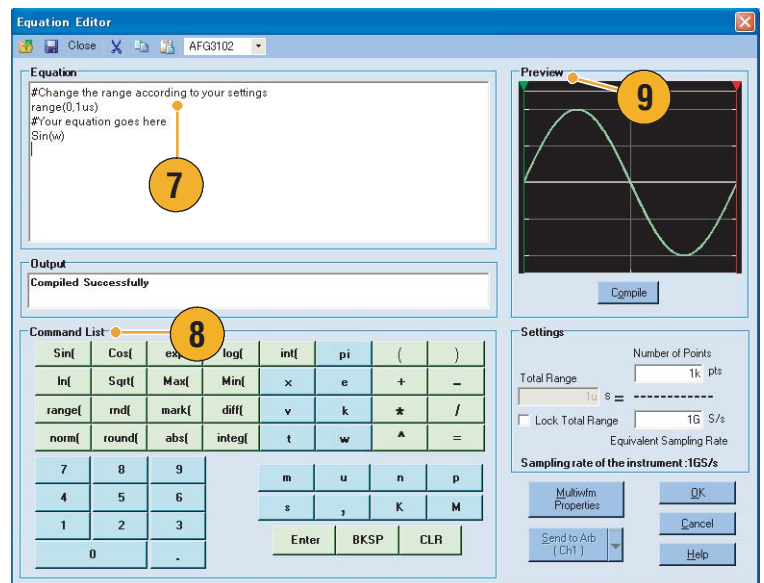 Equation Editor
Close AFG3102
Equation
#Change the range according to your settings
range(0,1us)
#Your equation goes here
Sin(w)
7
Output
Compiled Successfully
Preview
9
Compile
Command List
8
Sin( Cos( log( int( pi ( )
ln( Sqrt( Max( Min( x e + -
range( rnd( mark( diff( v k * /
norm( round( abs( integ( t w ^ =
7 8 9
4 5 6
1 2 3
0 .
m u n p
s , K M
Enter BKSP CLR
Settings
Number of Points
1k pts
Total Range
1u s = ------------
Lock Total Range 1G S/s
Equivalent Sampling Rate
Sampling rate of the instrument :1GS/s
Multiwfm
Properties
OK
Cancel
Send to Arb
( Ch1 )
Help